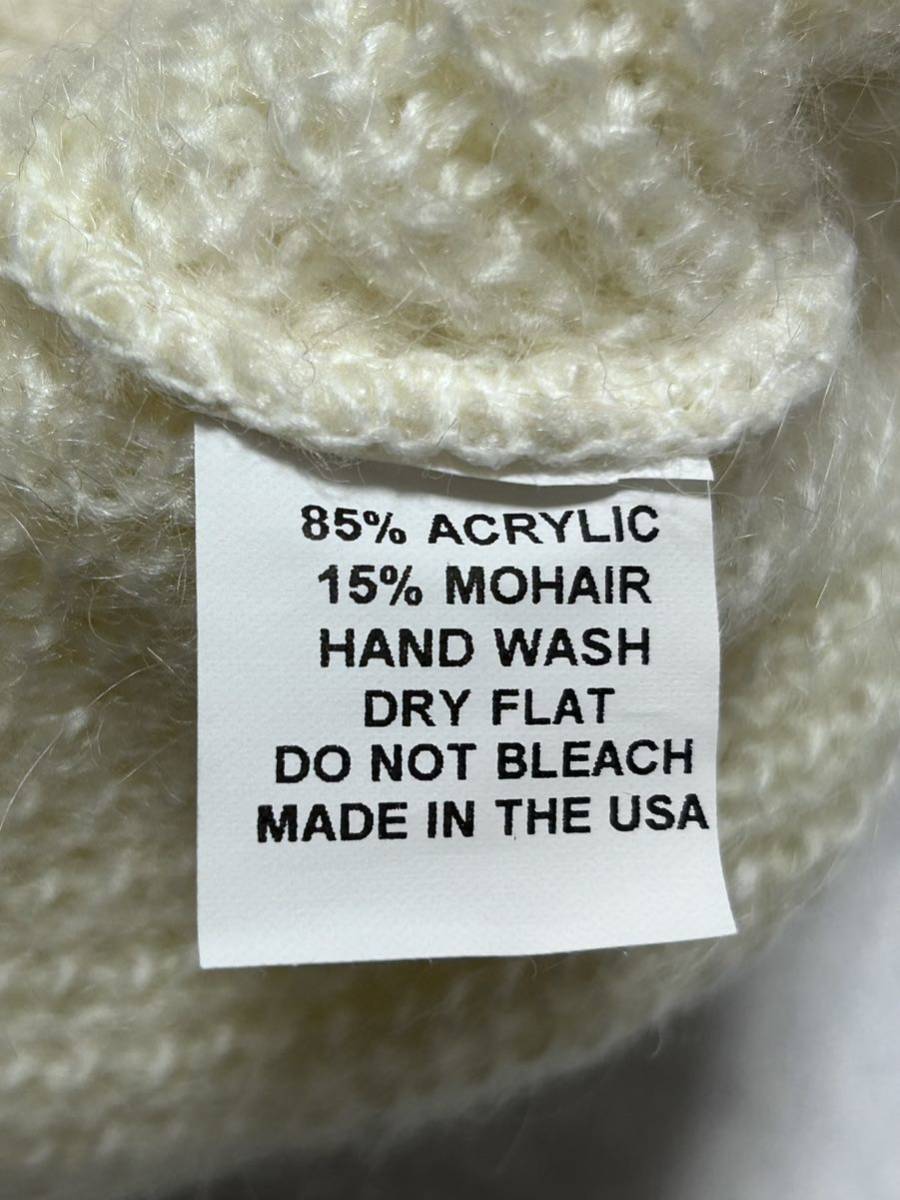 85% ACRYLIC
15% MOHAIR
HAND WASH
DRY FLAT
DO NOT BLEACH
MADE IN THE USA